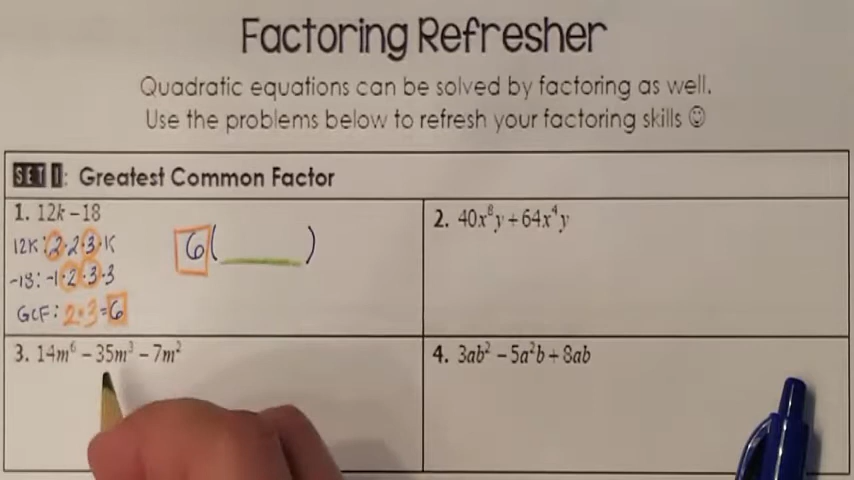 Factoring Refresher
Quadratic equations can be solved by factoring as well.
Use the problems below to refresh your factoring skills ☺
SET 1: Greatest Common Factor
1. 12k – 18
12K: 2·2·3·K
-18: -1·2·3·3
GCF: 2·3=6
6(_____)
2. 40x⁸y + 64x⁴y
3. 14m⁶ – 35m³ – 7m²
4. 3ab² – 5a²b + 8ab